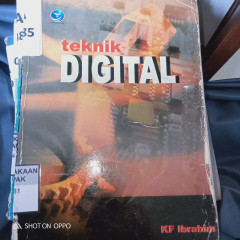 teknik
DIGITAL
KF Ibrahim
SHOT ON OPPO